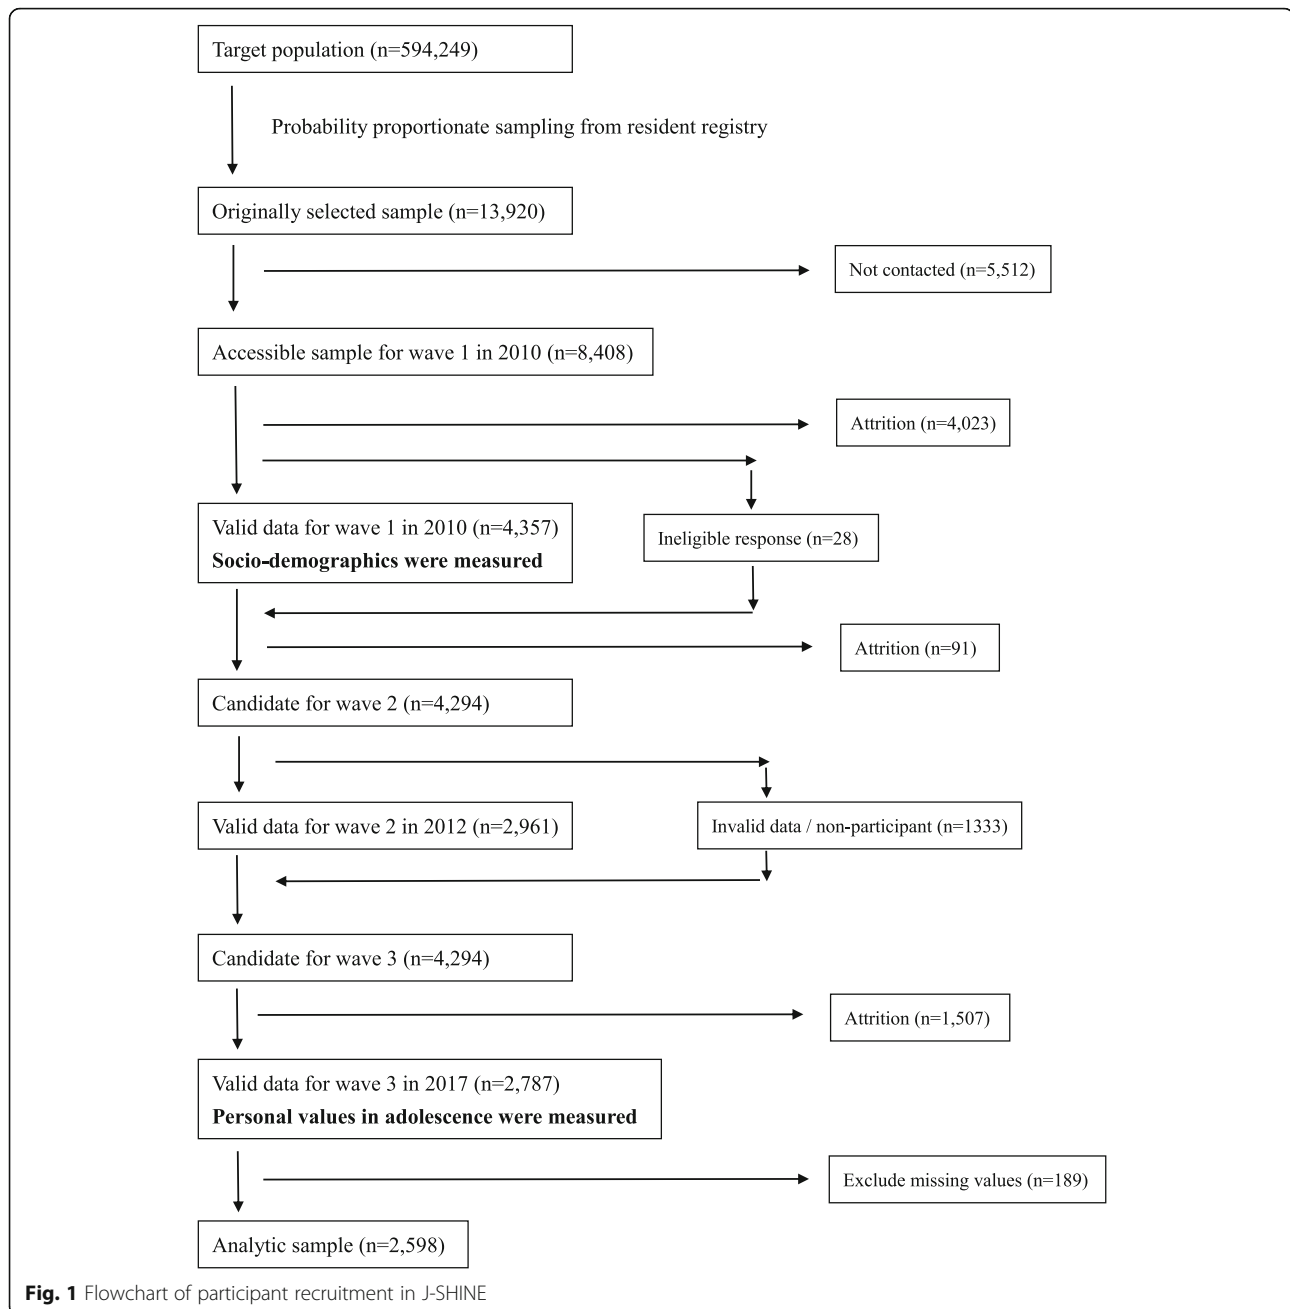 Target population (n=594,249)
Probability proportionate sampling from resident registry
Originally selected sample (n=13,920)
Not contacted (n=5,512)
Accessible sample for wave 1 in 2010 (n=8,408)
Attrition (n=4,023)
Valid data for wave 1 in 2010 (n=4,357)
Socio-demographics were measured
Ineligible response (n=28)
Attrition (n=91)
Candidate for wave 2 (n=4,294)
Valid data for wave 2 in 2012 (n=2,961)
Invalid data / non-participant (n=1333)
Candidate for wave 3 (n=4,294)
Attrition (n=1,507)
Valid data for wave 3 in 2017 (n=2,787)
Personal values in adolescence were measured
Exclude missing values (n=189)
Analytic sample (n=2,598)
Fig. 1 Flowchart of participant recruitment in J-SHINE